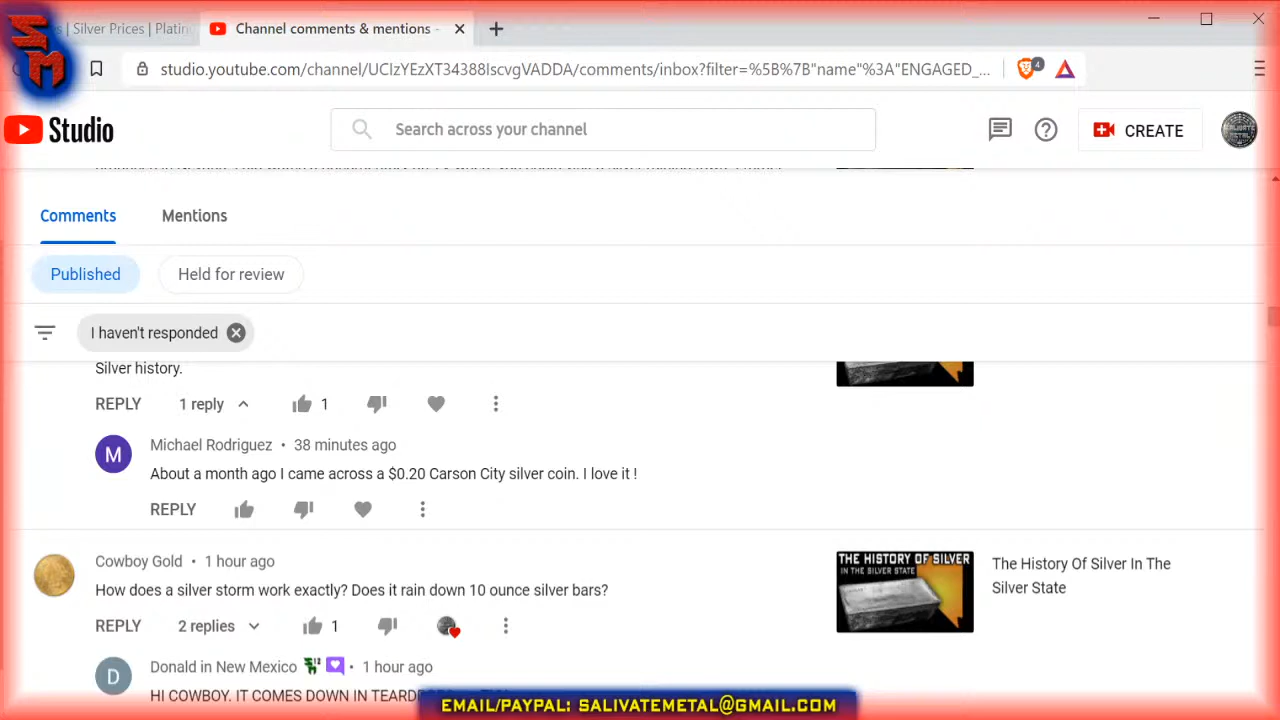 SM
s | Silver Prices | Platin
Channel comments & mentions -
studio.youtube.com/channel/UCIzYEzXT34388IscvgVADDA/comments/inbox?filter=%5B%7B"name"%3A"ENGAGED_...
4
Studio
Search across your channel
CREATE
Comments
Mentions
Published
Held for review
I haven't responded
Silver history.
REPLY 1 reply 1
M
Michael Rodriguez • 38 minutes ago
About a month ago I came across a $0.20 Carson City silver coin. I love it !
REPLY
Cowboy Gold • 1 hour ago
How does a silver storm work exactly? Does it rain down 10 ounce silver bars?
REPLY 2 replies 1
THE HISTORY OF SILVER
IN THE SILVER STATE
The History Of Silver In The
Silver State
D
Donald in New Mexico • 1 hour ago
HI COWBOY. IT COMES DOWN IN
EMAIL/PAYPAL: SALIVATEMETAL@GMAIL.COM